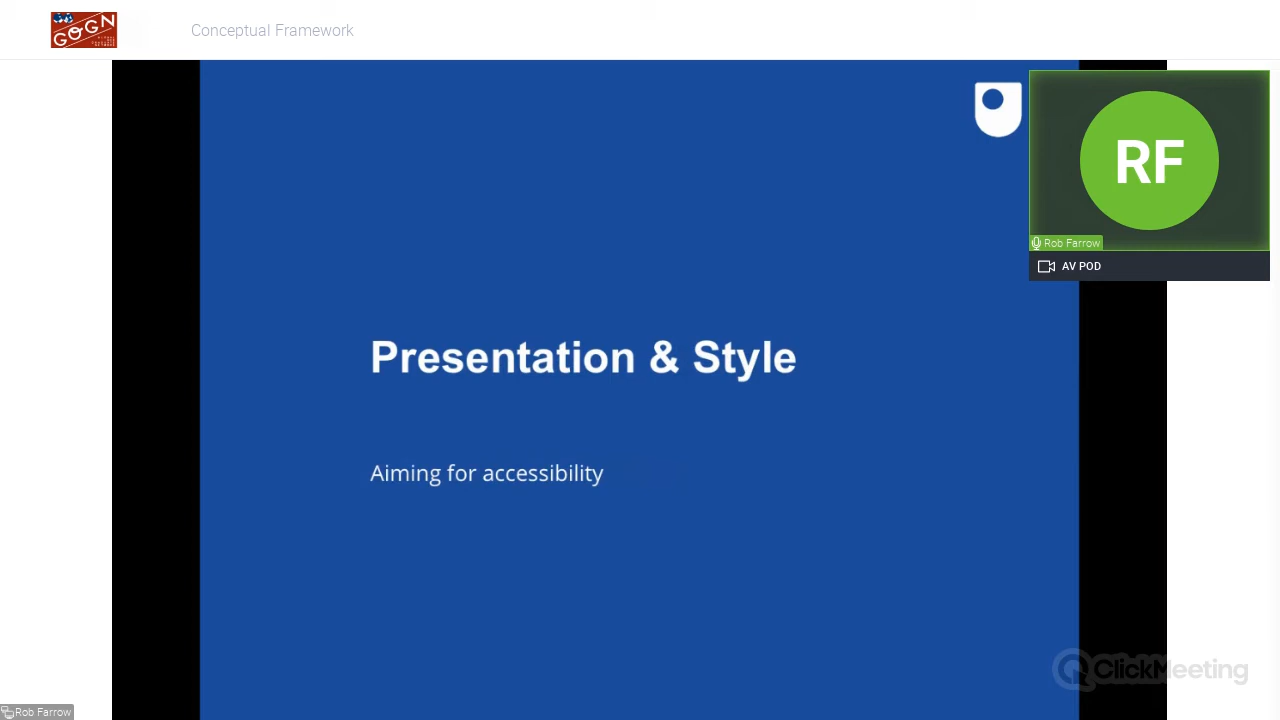 GOGN
Conceptual Framework
RF
Rob Farrow
AV POD
Presentation & Style
Aiming for accessibility
ClickMeeting
Rob Farrow